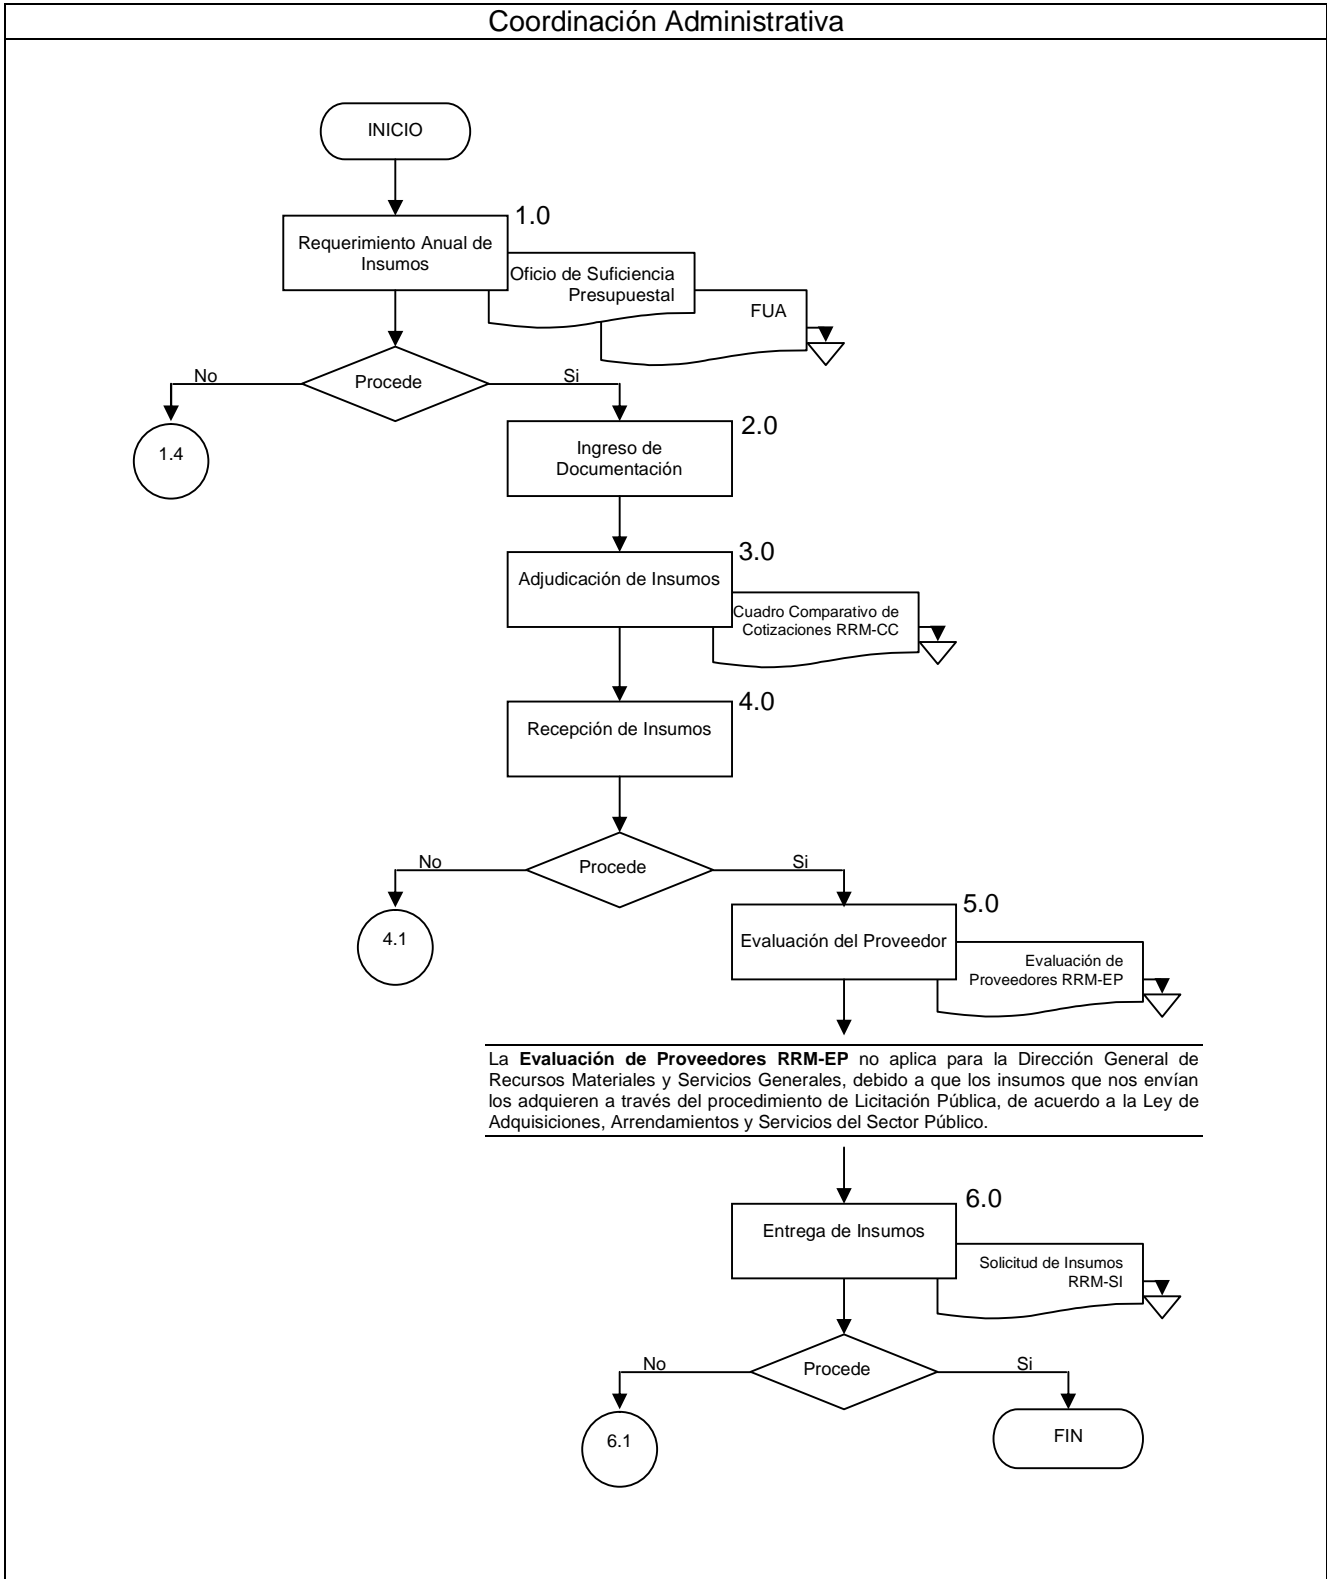 Coordinación Administrativa
INICIO
1.0
Requerimiento Anual de
Insumos
Oficio de Suficiencia
Presupuestal
FUA
No
Procede
Si
1.4
2.0
Ingreso de
Documentación
3.0
Adjudicación de Insumos
Cuadro Comparativo de
Cotizaciones RRM-CC
4.0
Recepción de Insumos
No
Procede
Si
4.1
5.0
Evaluación del Proveedor
Evaluación de
Proveedores RRM-EP
La Evaluación de Proveedores RRM-EP no aplica para la Dirección General de
Recursos Materiales y Servicios Generales, debido a que los insumos que nos envían
los adquieren a través del procedimiento de Licitación Pública, de acuerdo a la Ley de
Adquisiciones, Arrendamientos y Servicios del Sector Público.
6.0
Entrega de Insumos
Solicitud de Insumos
RRM-SI
No
Procede
Si
6.1
FIN